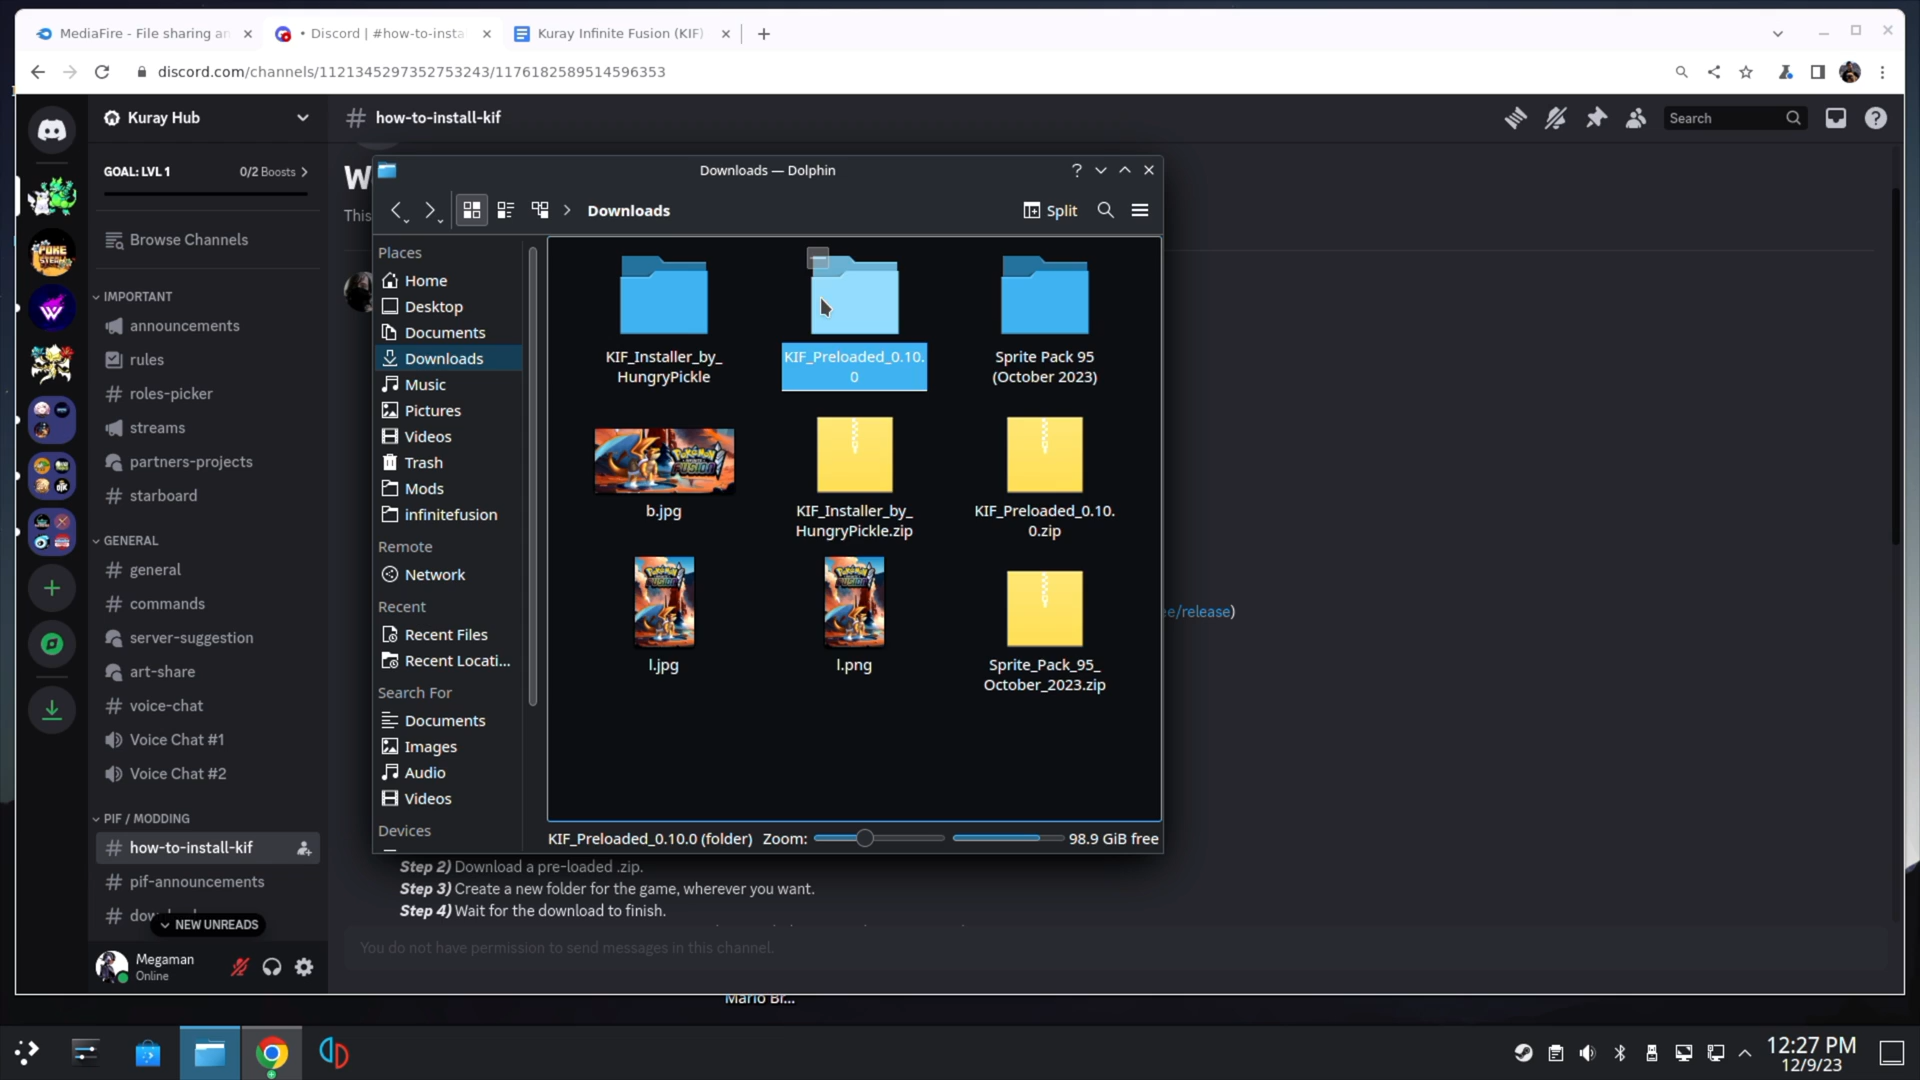 MediaFire - File sharing an
• Discord | #how-to-insta
Kuray Infinite Fusion (KIF)
discord.com/channels/1121345297352753243/1176182589514596353
Kuray Hub
how-to-install-kif
Search
GOAL: LVL 1
0/2 Boosts
Browse Channels
IMPORTANT
announcements
rules
roles-picker
streams
partners-projects
starboard
GENERAL
general
commands
server-suggestion
art-share
voice-chat
Voice Chat #1
Voice Chat #2
PIF / MODDING
how-to-install-kif
pif-announcements
NEW UNREADS
Megaman
Online
W
This
Downloads — Dolphin
Downloads
Split
Places
Home
Desktop
Documents
Downloads
Music
Pictures
Videos
Trash
Mods
infinitefusion
Remote
Network
Recent
Recent Files
Recent Locati...
Search For
Documents
Images
Audio
Videos
Devices
KIF_Installer_by_
HungryPickle
KIF_Preloaded_0.10.
0
Sprite Pack 95
(October 2023)
b.jpg
KIF_Installer_by_
HungryPickle.zip
KIF_Preloaded_0.10.
0.zip
l.jpg
l.png
Sprite_Pack_95_
October_2023.zip
KIF_Preloaded_0.10.0 (folder)
Zoom:
98.9 GiB free
ee/release)
Step 2) Download a pre-loaded .zip.
Step 3) Create a new folder for the game, wherever you want.
Step 4) Wait for the download to finish.
You do not have permission to send messages in this channel.
Mario Br...
12:27 PM
12/9/23